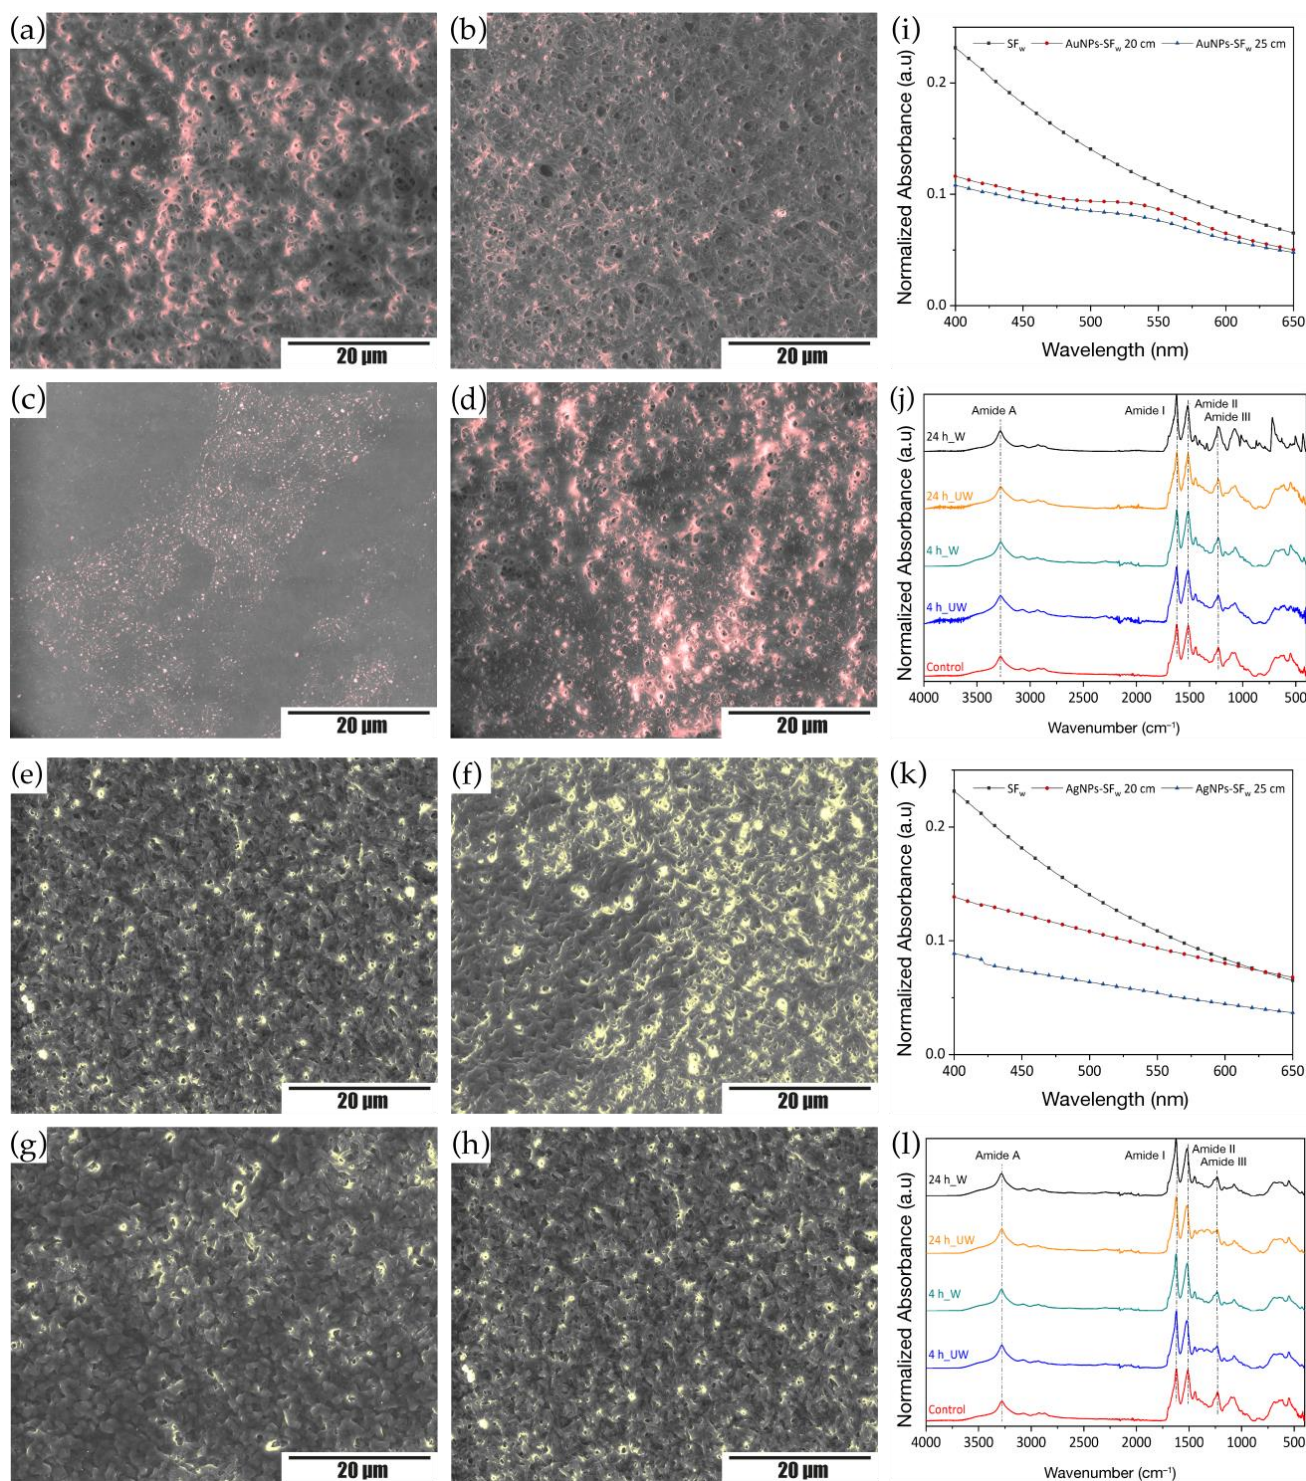 (a)
20 µm
(b)
20 µm
(i)
SFw AuNPs-SFw 20 cm AuNPs-SFw 25 cm
Normalized Absorbance (a.u)
0.2
0.1
0.0
400 450 500 550 600 650
Wavelength (nm)
(c)
20 µm
(d)
20 µm
(j)
Amide A Amide I Amide II
Amide III
24 h_W
24 h_UW
4 h_W
4 h_UW
Control
Normalized Absorbance (a.u)
4000 3500 3000 2500 2000 1500 1000 500
Wavenumber (cm⁻¹)
(e)
20 µm
(f)
20 µm
(k)
SFw AgNPs-SFw 20 cm AgNPs-SFw 25 cm
Normalized Absorbance (a.u)
0.2
0.1
0.0
400 450 500 550 600 650
Wavelength (nm)
(g)
20 µm
(h)
20 µm
(l)
Amide A Amide I Amide II
Amide III
24 h_W
24 h_UW
4 h_W
4 h_UW
Control
Normalized Absorbance (a.u)
4000 3500 3000 2500 2000 1500 1000 500
Wavenumber (cm⁻¹)